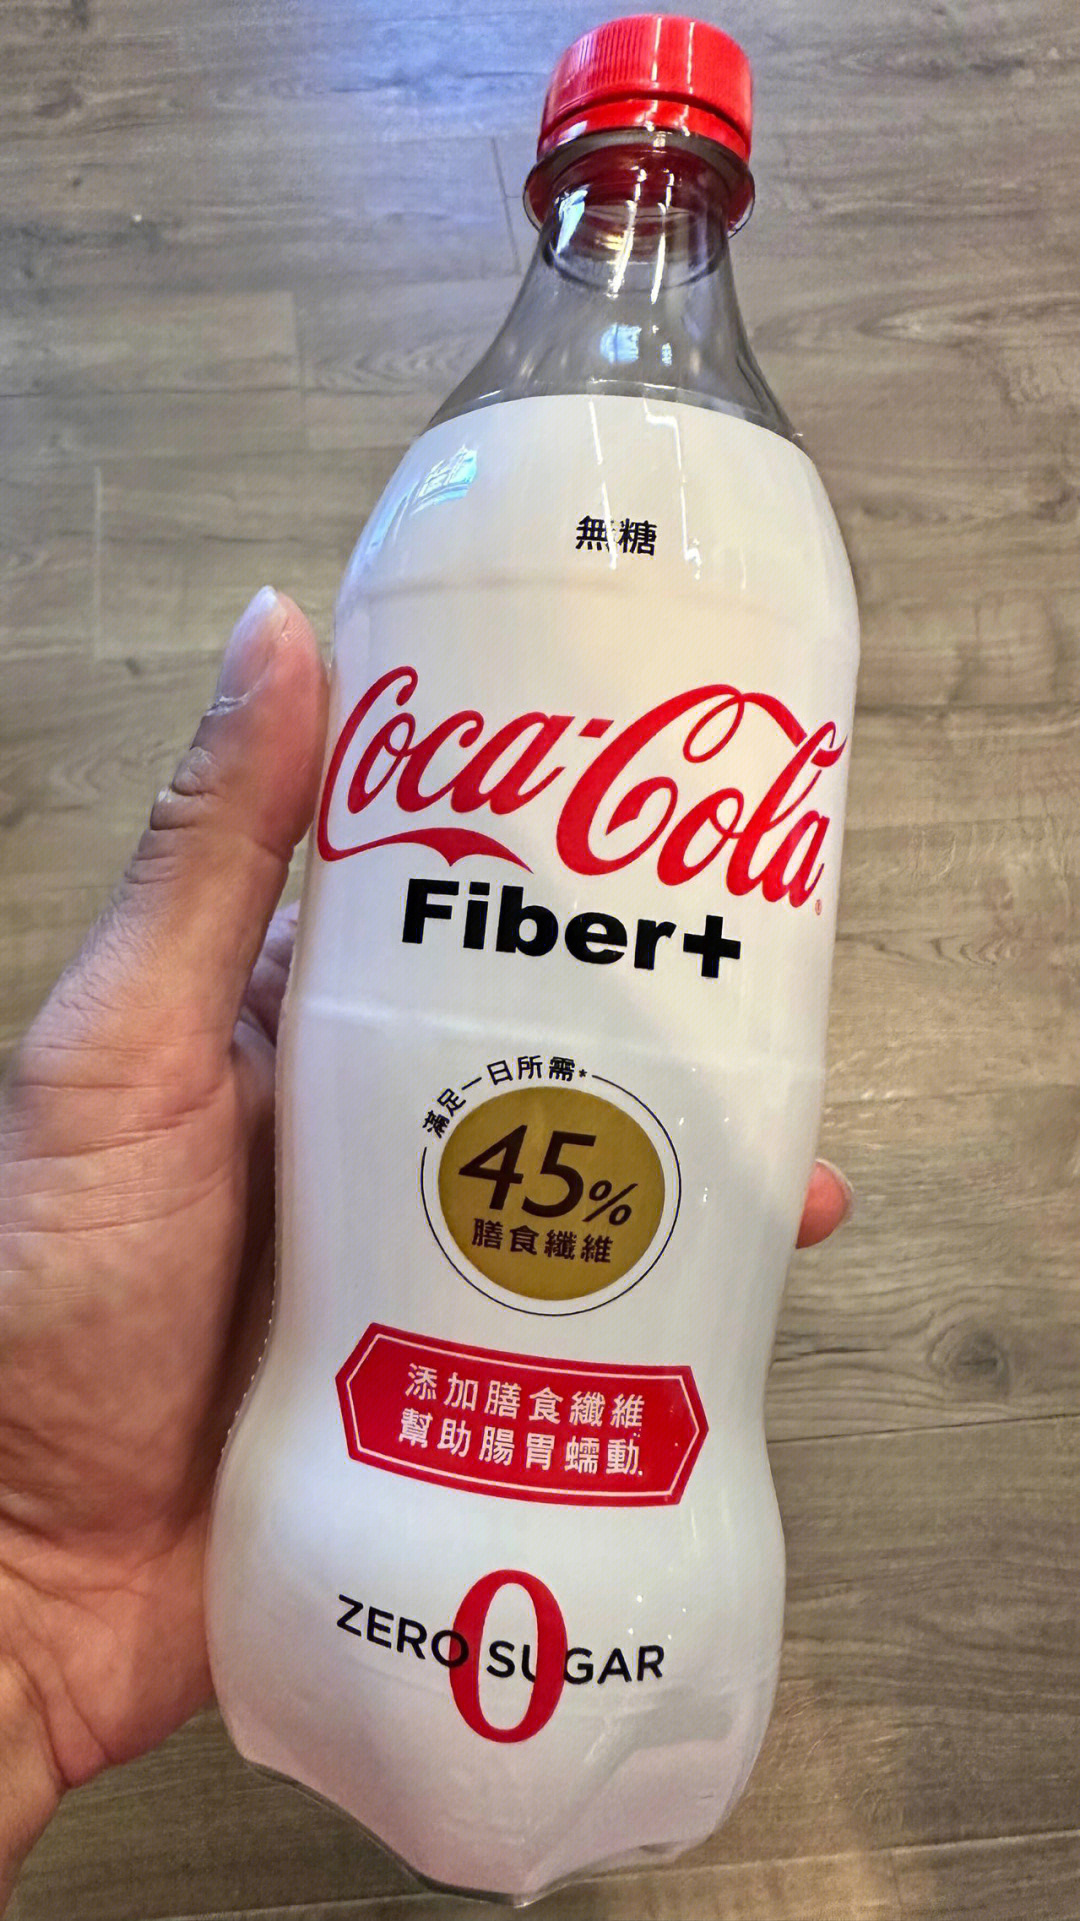 無糖
Coca-Cola®
Fiber+
滿足一日所需*
45%
膳食纖維
添加膳食纖維
幫助腸胃蠕動
0
ZERO SUGAR